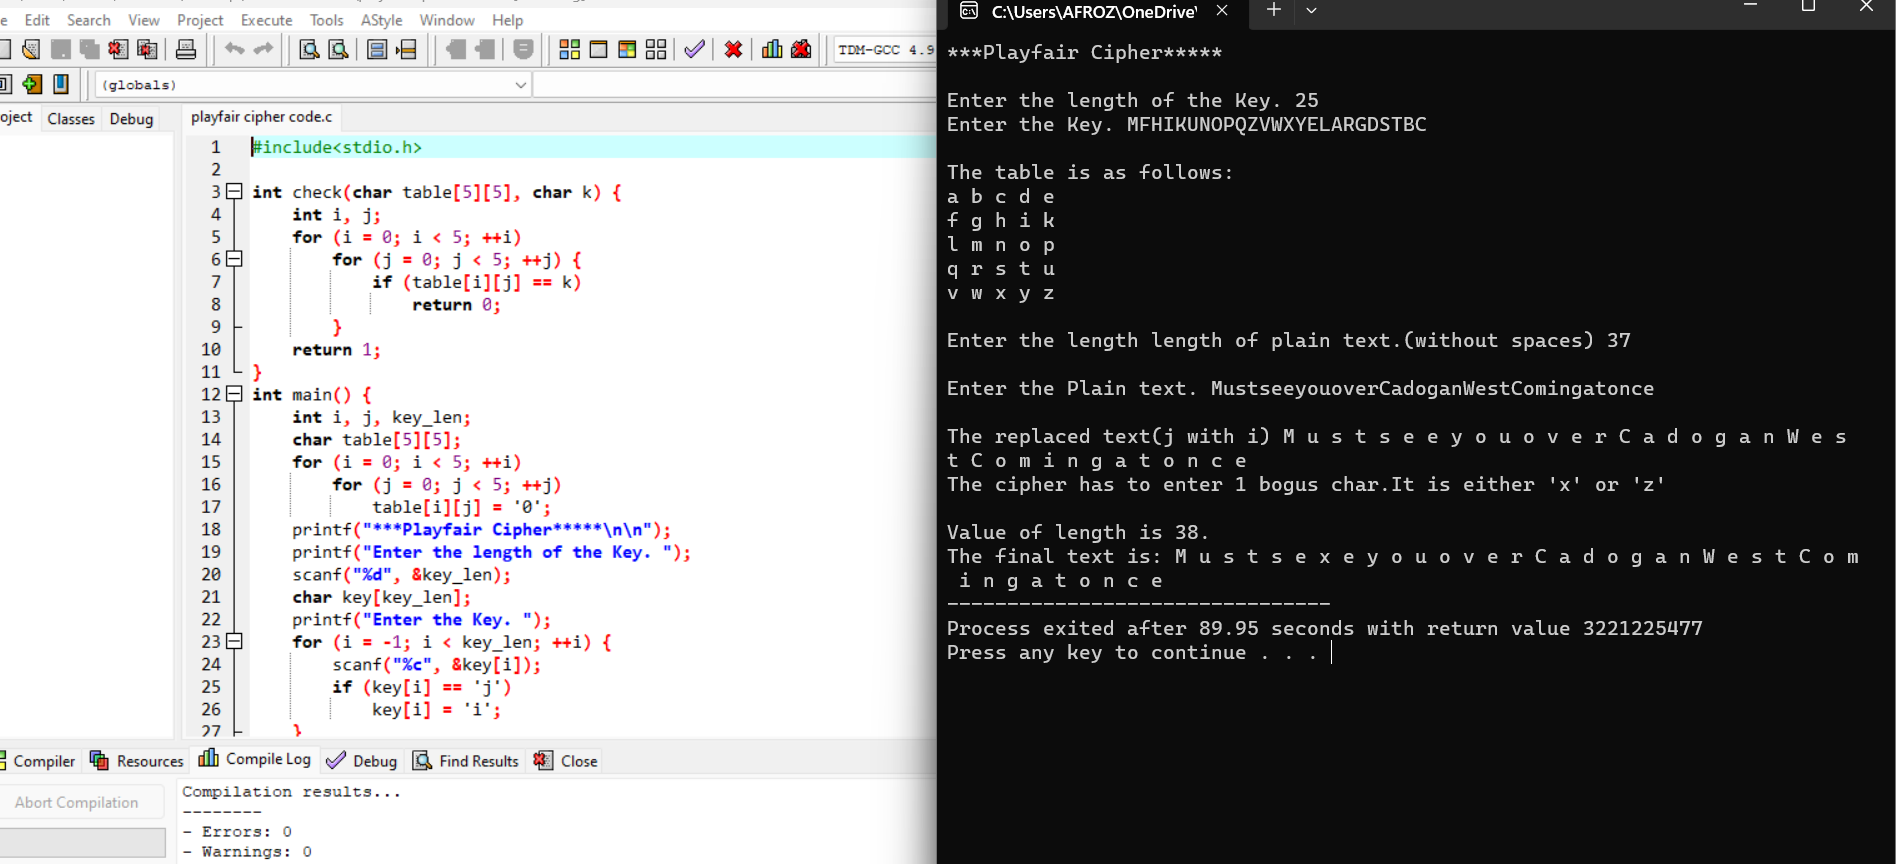 e Edit Search View Project Execute Tools AStyle Window Help
TDM-GCC 4.9
(globals)
oject Classes Debug
playfair cipher code.c
1 #include<stdio.h>
2
3 int check(char table[5][5], char k) {
4 int i, j;
5 for (i = 0; i < 5; ++i)
6 for (j = 0; j < 5; ++j) {
7 if (table[i][j] == k)
8 return 0;
9 }
10 return 1;
11 }
12 int main() {
13 int i, j, key_len;
14 char table[5][5];
15 for (i = 0; i < 5; ++i)
16 for (j = 0; j < 5; ++j)
17 table[i][j] = '0';
18 printf("***Playfair Cipher*****\n\n");
19 printf("Enter the length of the Key. ");
20 scanf("%d", &key_len);
21 char key[key_len];
22 printf("Enter the Key. ");
23 for (i = -1; i < key_len; ++i) {
24 scanf("%c", &key[i]);
25 if (key[i] == 'j')
26 key[i] = 'i';
27 }
Compiler Resources Compile Log Debug Find Results Close
Abort Compilation
Compilation results...
--------
- Errors: 0
- Warnings: 0
C:\Users\AFROZ\OneDrive'
***Playfair Cipher*****
Enter the length of the Key. 25
Enter the Key. MFHIKUNOPQZVWXYELARGDSTBC
The table is as follows:
a b c d e
f g h i k
l m n o p
q r s t u
v w x y z
Enter the length length of plain text.(without spaces) 37
Enter the Plain text. MustseeyouoverCadoganWestComingatonce
The replaced text(j with i) M u s t s e e y o u o v e r C a d o g a n W e s
t C o m i n g a t o n c e
The cipher has to enter 1 bogus char.It is either 'x' or 'z'
Value of length is 38.
The final text is: M u s t s e x e y o u o v e r C a d o g a n W e s t C o m
i n g a t o n c e
--------------------------------
Process exited after 89.95 seconds with return value 3221225477
Press any key to continue . . .